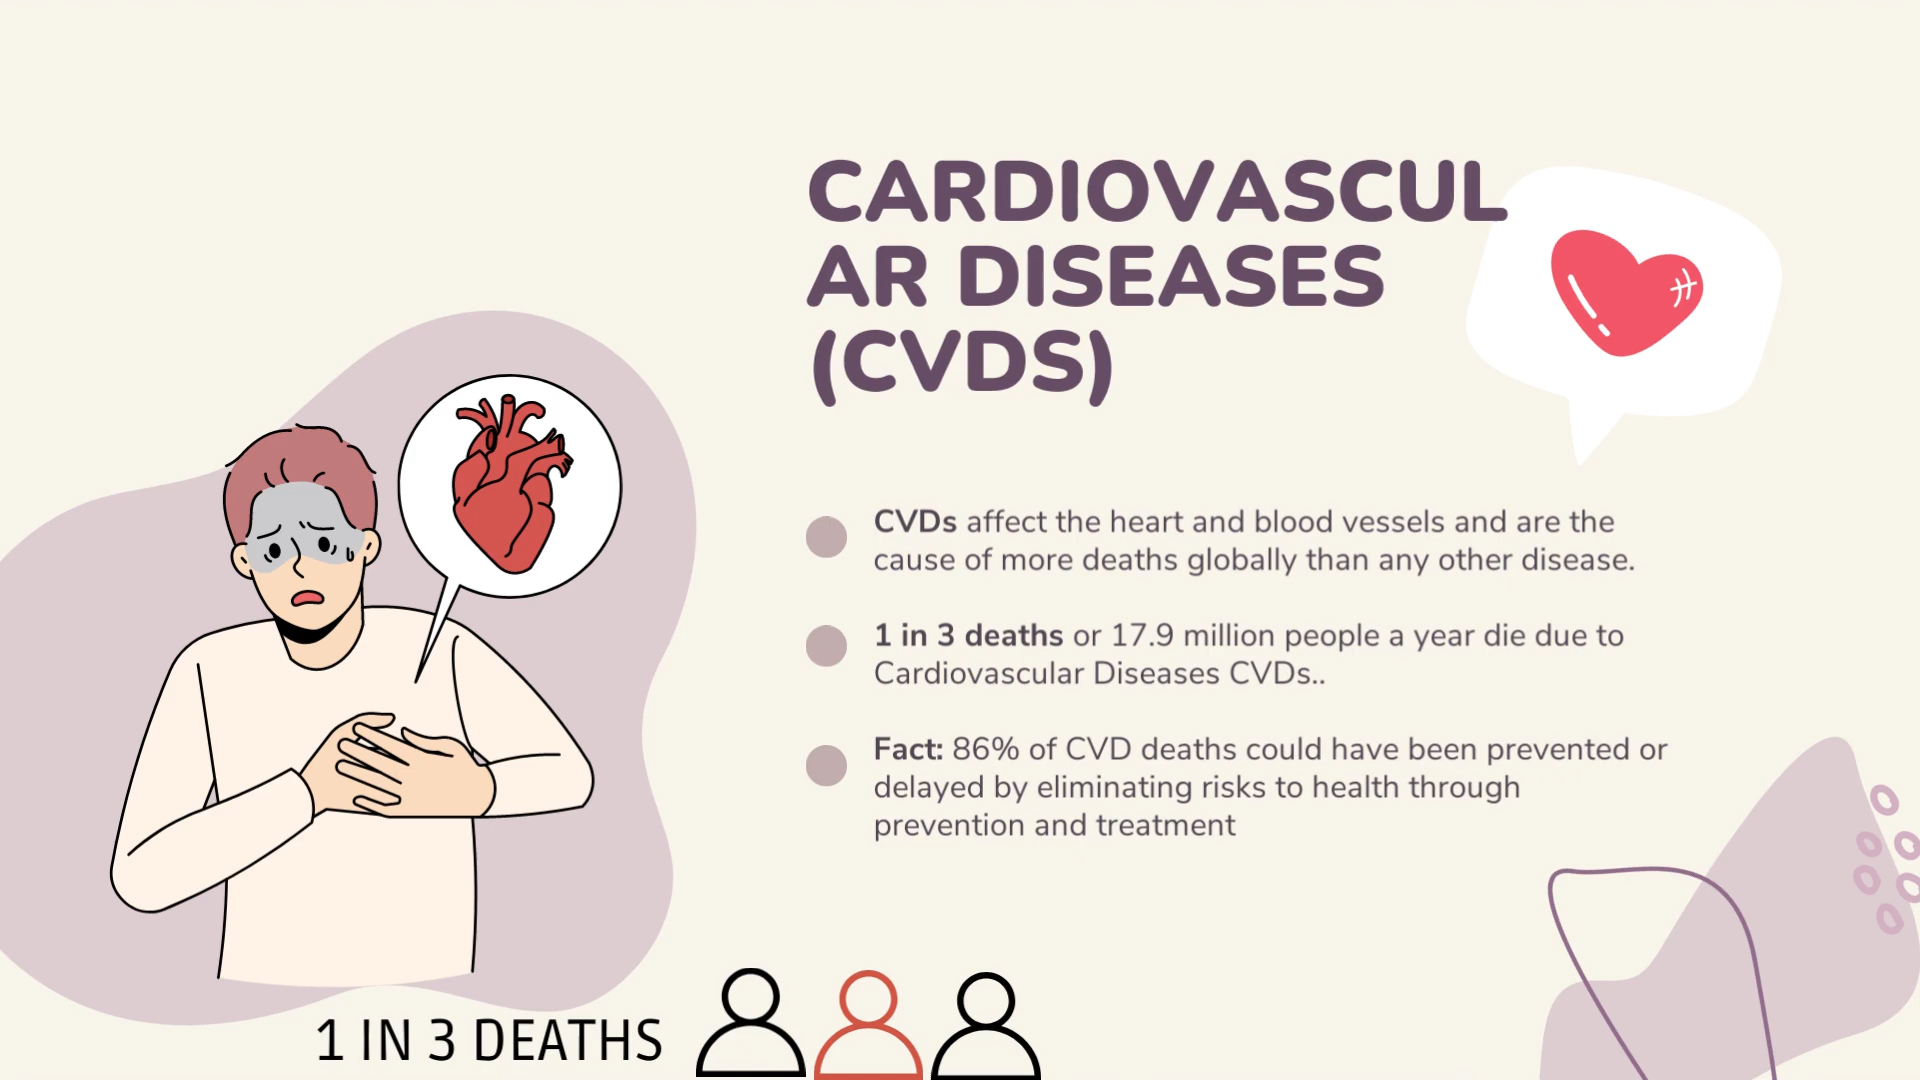 CARDIOVASCUL
AR DISEASES
(CVDS)
CVDs affect the heart and blood vessels and are the
cause of more deaths globally than any other disease.
1 in 3 deaths or 17.9 million people a year die due to
Cardiovascular Diseases CVDs..
Fact: 86% of CVD deaths could have been prevented or
delayed by eliminating risks to health through
prevention and treatment
1 IN 3 DEATHS